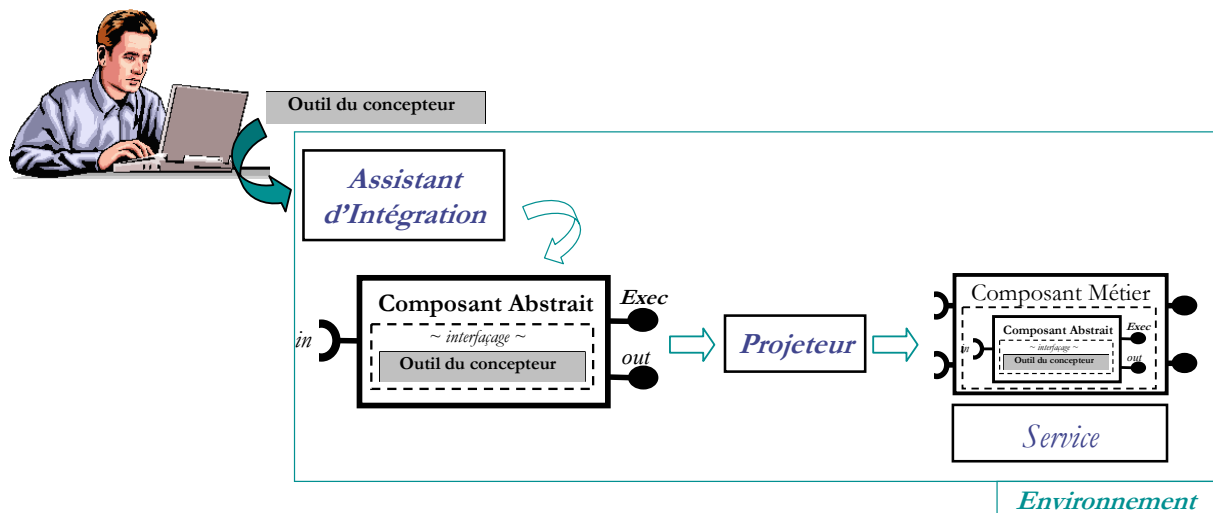 Outil du concepteur
Assistant
d'Intégration
Composant Abstrait
Exec
in
~ interfaçage ~
out
Outil du concepteur
Projeteur
Composant Métier
Composant Abstrait
Exec
in
~ interfaçage ~
out
Outil du concepteur
Service
Environnement